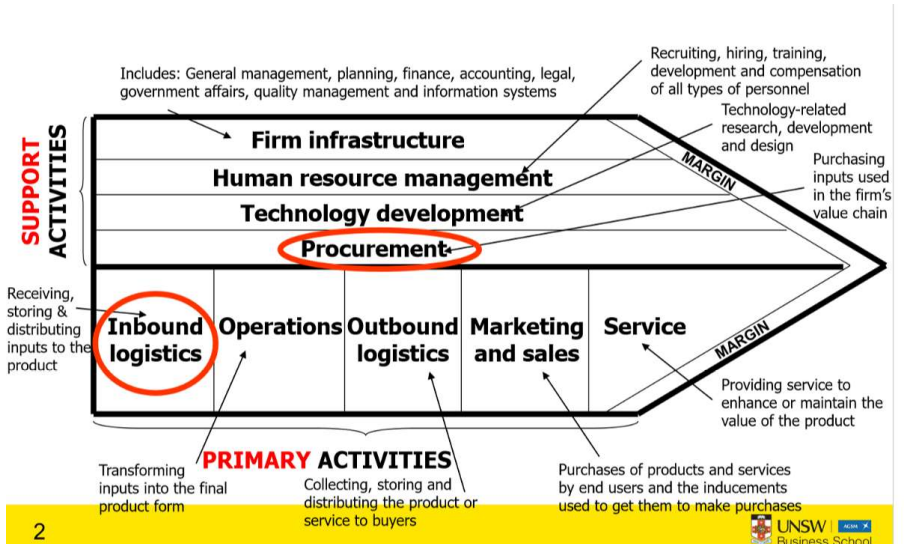 Includes: General management, planning, finance, accounting, legal,
government affairs, quality management and information systems
Recruiting, hiring, training,
development and compensation
of all types of personnel
Technology-related
research, development
and design
Purchasing
inputs used
in the firm's
value chain
SUPPORT
ACTIVITIES
Firm infrastructure
Human resource management
Technology development
Procurement
MARGIN
Receiving,
storing &
distributing
inputs to the
product
Inbound
logistics
Operations
Outbound
logistics
Marketing
and sales
Service
MARGIN
Providing service to
enhance or maintain the
value of the product
PRIMARY ACTIVITIES
Transforming
inputs into the final
product form
Collecting, storing and
distributing the product or
service to buyers
Purchases of products and services
by end users and the inducements
used to get them to make purchases
2
UNSW
AGSM
Business School